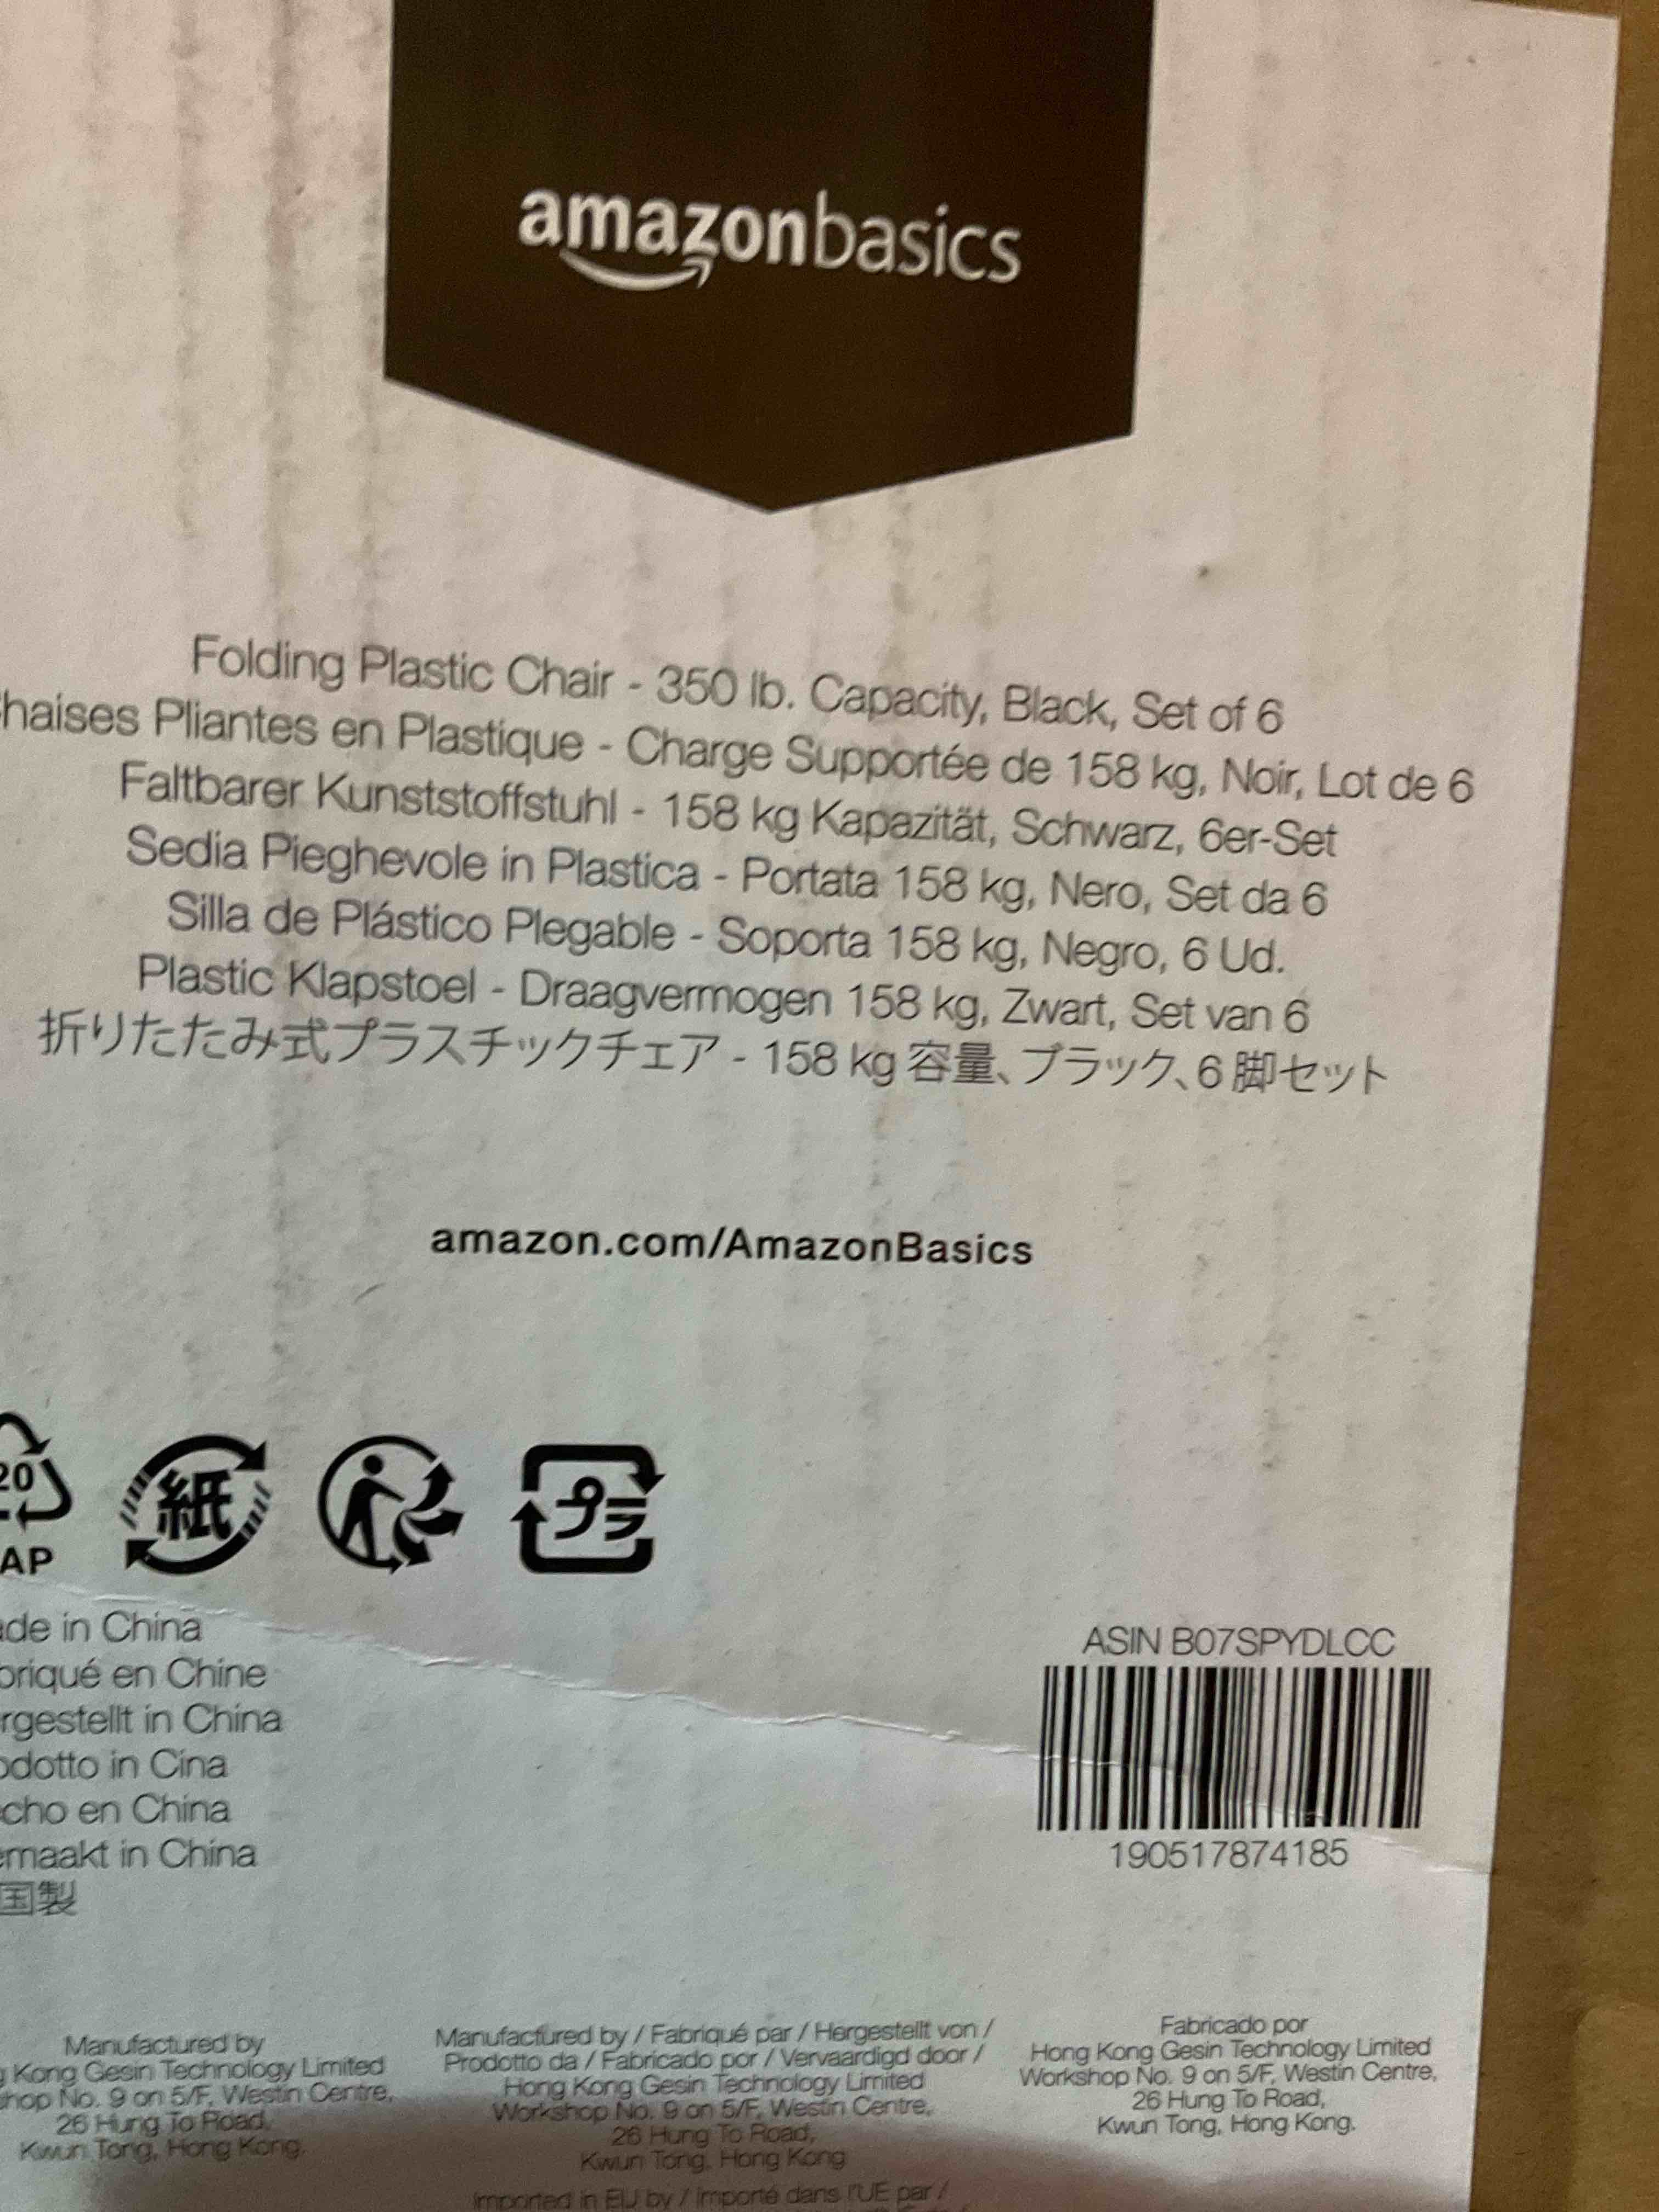 amazonbasics
Folding Plastic Chair - 350 lb. Capacity, Black, Set of 6
haises Pliantes en Plastique - Charge Supportée de 158 kg, Noir, Lot de 6
Faltbarer Kunststoffstuhl - 158 kg Kapazität, Schwarz, 6er-Set
Sedia Pieghevole in Plastica - Portata 158 kg, Nero, Set da 6
Silla de Plástico Plegable - Soporta 158 kg, Negro, 6 Ud.
Plastic Klapstoel - Draagvermogen 158 kg, Zwart, Set van 6
折りたたみ式プラスチックチェア - 158 kg 容量、ブラック、6 脚セット
amazon.com/AmazonBasics
20
AP
紙
プラ
de in China
briqué en Chine
rgestellt in China
odotto in Cina
cho en China
emaakt in China
国製
ASIN B07SPYDLCC
190517874185
Manufactured by
g Kong Gesin Technology Limited
shop No. 9 on 5/F, Westin Centre,
26 Hung To Road,
Kwun Tong, Hong Kong.
Manufactured by / Fabriqué par / Hergestellt von /
Prodotto da / Fabricado por / Vervaardigd door /
Hong Kong Gesin Technology Limited
Workshop No. 9 on 5/F, Westin Centre,
26 Hung To Road,
Kwun Tong, Hong Kong
Imported in EU by / Importé dans l'UE par /
Fabricado por
Hong Kong Gesin Technology Limited
Workshop No. 9 on 5/F, Westin Centre,
26 Hung To Road,
Kwun Tong, Hong Kong.